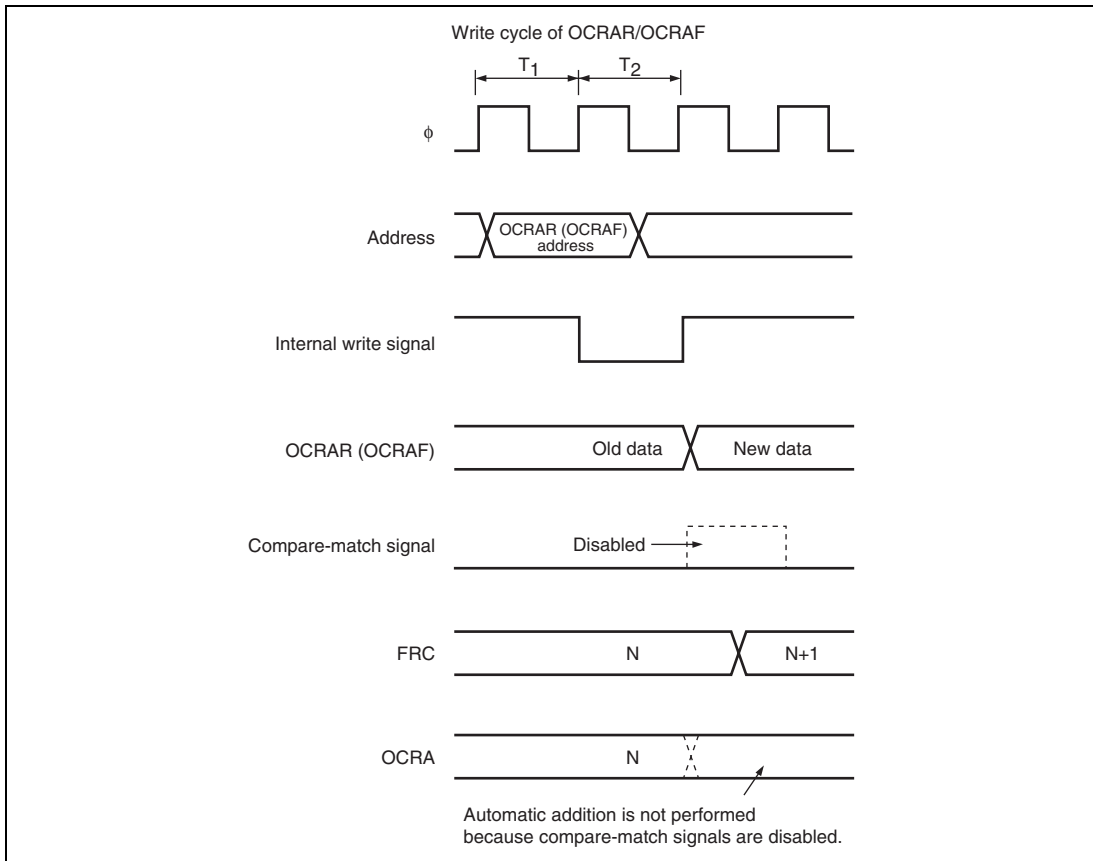 Write cycle of OCRAR/OCRAF
T1 T2
ϕ
Address
OCRAR (OCRAF)
address
Internal write signal
OCRAR (OCRAF)
Old data
New data
Compare-match signal
Disabled
FRC
N
N+1
OCRA
N
Automatic addition is not performed
because compare-match signals are disabled.